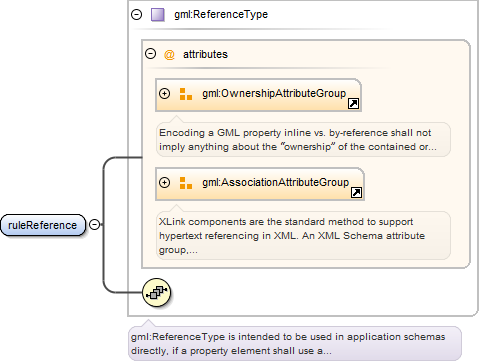 gml:ReferenceType
@ attributes
gml:OwnershipAttributeGroup
Encoding a GML property inline vs. by-reference shall not
imply anything about the "ownership" of the contained or...
gml:AssociationAttributeGroup
XLink components are the standard method to support
hypertext referencing in XML. An XML Schema attribute
group,...
ruleReference
gml:ReferenceType is intended to be used in application schemas
directly, if a property element shall use a...